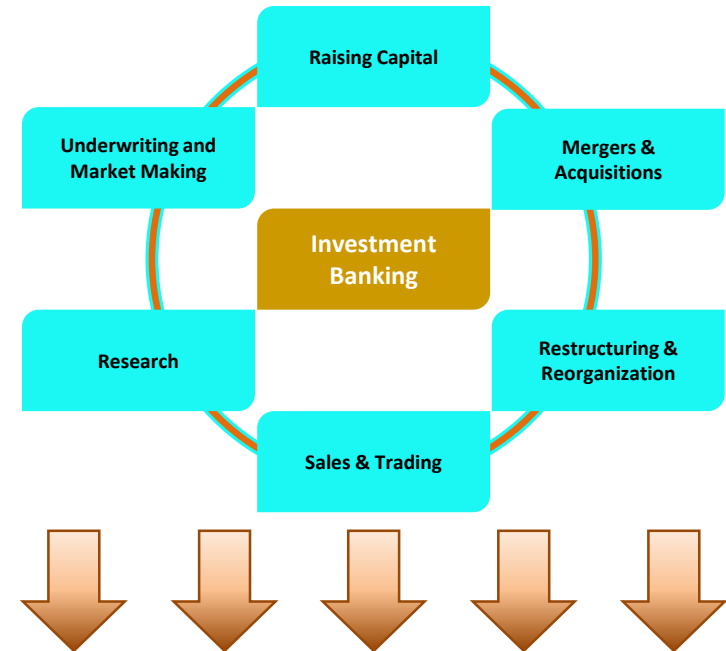 Raising Capital
Underwriting and
Market Making
Mergers &
Acquisitions
Investment
Banking
Research
Restructuring &
Reorganization
Sales & Trading